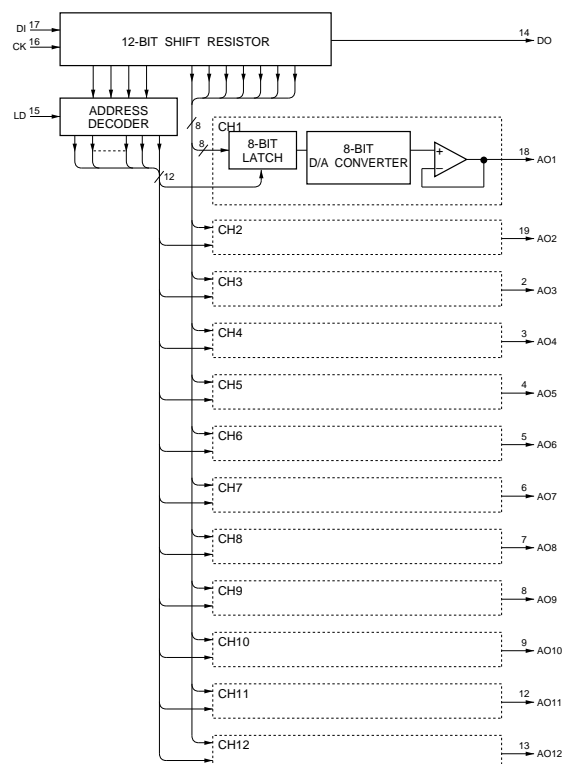 DI 17
CK 16
12-BIT SHIFT RESISTOR
14 DO
LD 15
ADDRESS
DECODER
8
12
CH1
8
8-BIT
LATCH
8-BIT
D/A CONVERTER
+
−
18 AO1
CH2
19 AO2
CH3
2 AO3
CH4
3 AO4
CH5
4 AO5
CH6
5 AO6
CH7
6 AO7
CH8
7 AO8
CH9
8 AO9
CH10
9 AO10
CH11
12 AO11
CH12
13 AO12